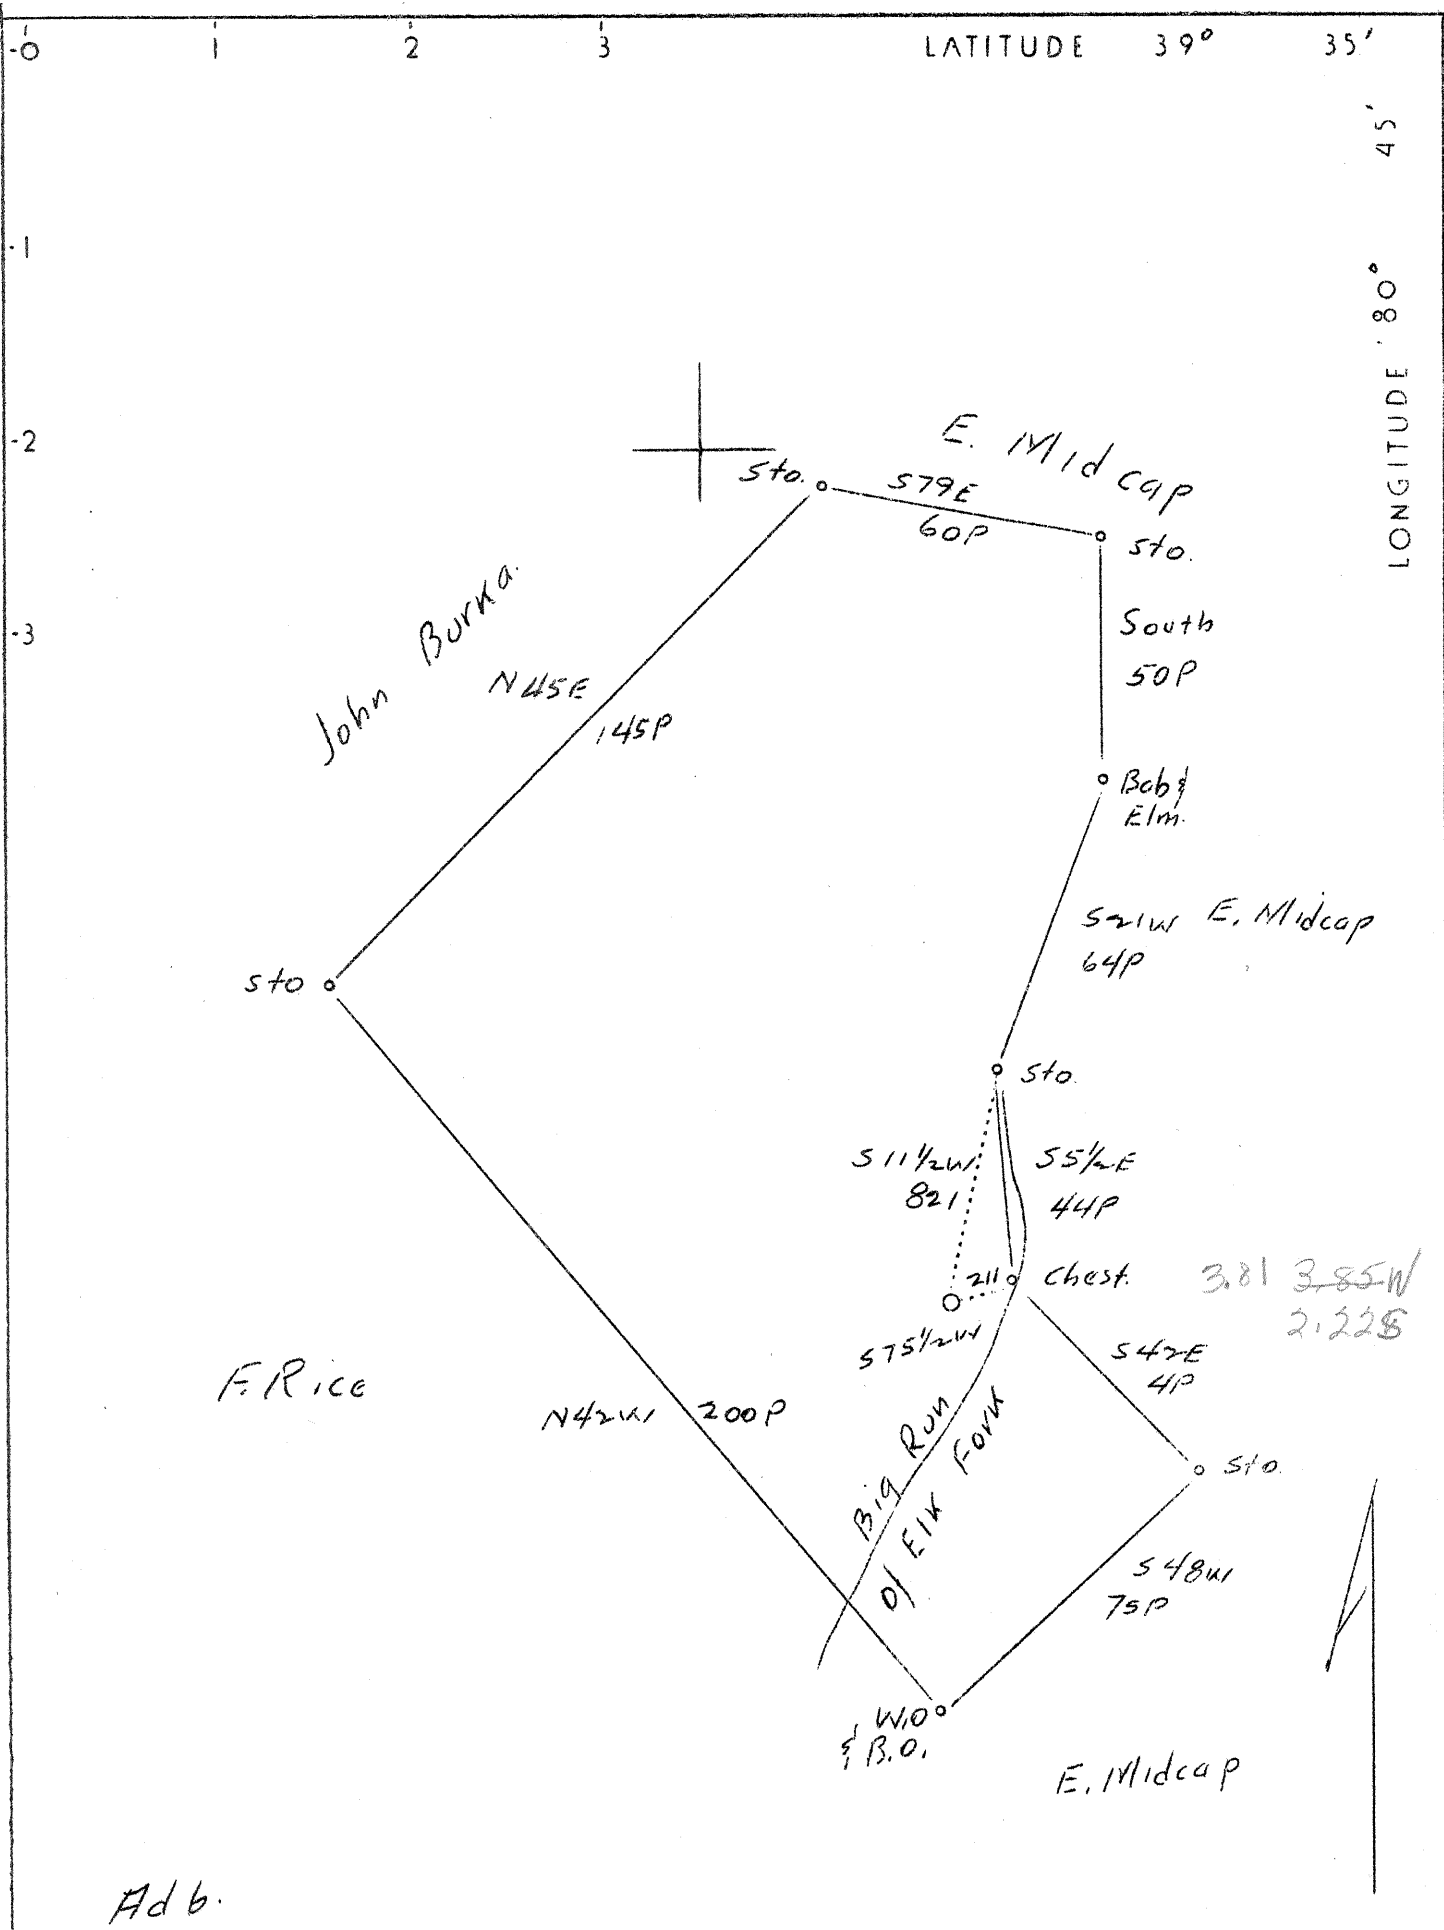 -0 1 2 3 LATITUDE 39° 35'
LONGITUDE 80° 45'
-1
-2
-3
E. Midcap
Sto.
S79E
60P
Sto.
John Burka.
South
50P
N45E
145P
Bob &
Elm.
S21W E. Midcap
64P
Sto
Sto.
S11½W
821
S5½E
44P
211
Chest.
3.81 3.85W
2.22S
S75½W
S42E
4P
F. Rice
N42W 200P
Big Run
of Elk Fork
Sto.
S48W
75P
W.O
& B.O.
E. Midcap
Ad 6.